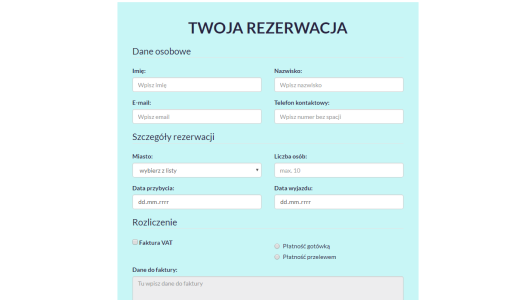 TWOJA REZERWACJA
Dane osobowe
Imię: Nazwisko:
Wpisz imię Wpisz nazwisko
E-mail: Telefon kontaktowy:
Wpisz email Wpisz numer bez spacji
Szczegóły rezerwacji
Miasto: Liczba osób:
wybierz z listy max. 10
Data przybycia: Data wyjazdu:
dd.mm.rrrr dd.mm.rrrr
Rozliczenie
Faktura VAT Płatność gotówką
Płatność przelewem
Dane do faktury:
Tu wpisz dane do faktury